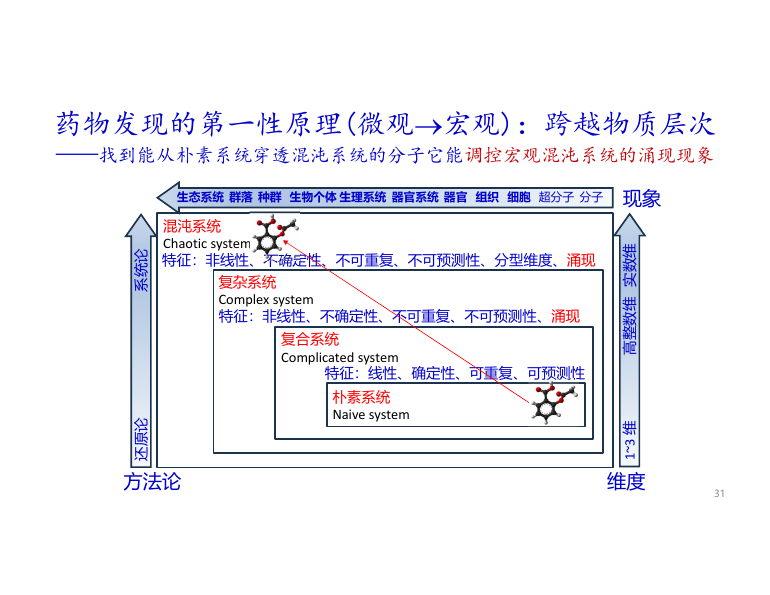 药物发现的第一性原理(微观→宏观)：跨越物质层次
——找到能从朴素系统穿透混沌系统的分子它能调控宏观混沌系统的涌现现象
生态系统 群落 种群 生物个体 生理系统 器官系统 器官 组织 细胞 超分子 分子
现象
混沌系统
Chaotic system
特征：非线性、不确定性、不可重复、不可预测性、分型维度、涌现
复杂系统
Complex system
特征：非线性、不确定性、不可重复、不可预测性、涌现
复合系统
Complicated system
特征：线性、确定性、可重复、可预测性
朴素系统
Naive system
系统论
还原论
方法论
实数维
高整数维
1~3 维
维度
31